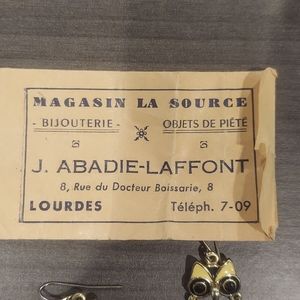 MAGASIN LA SOURCE
- BIJOUTERIE - OBJETS DE PIÉTÉ
J. ABADIE-LAFFONT
8, Rue du Docteur Boissarie, 8
LOURDES Téléph. 7-09